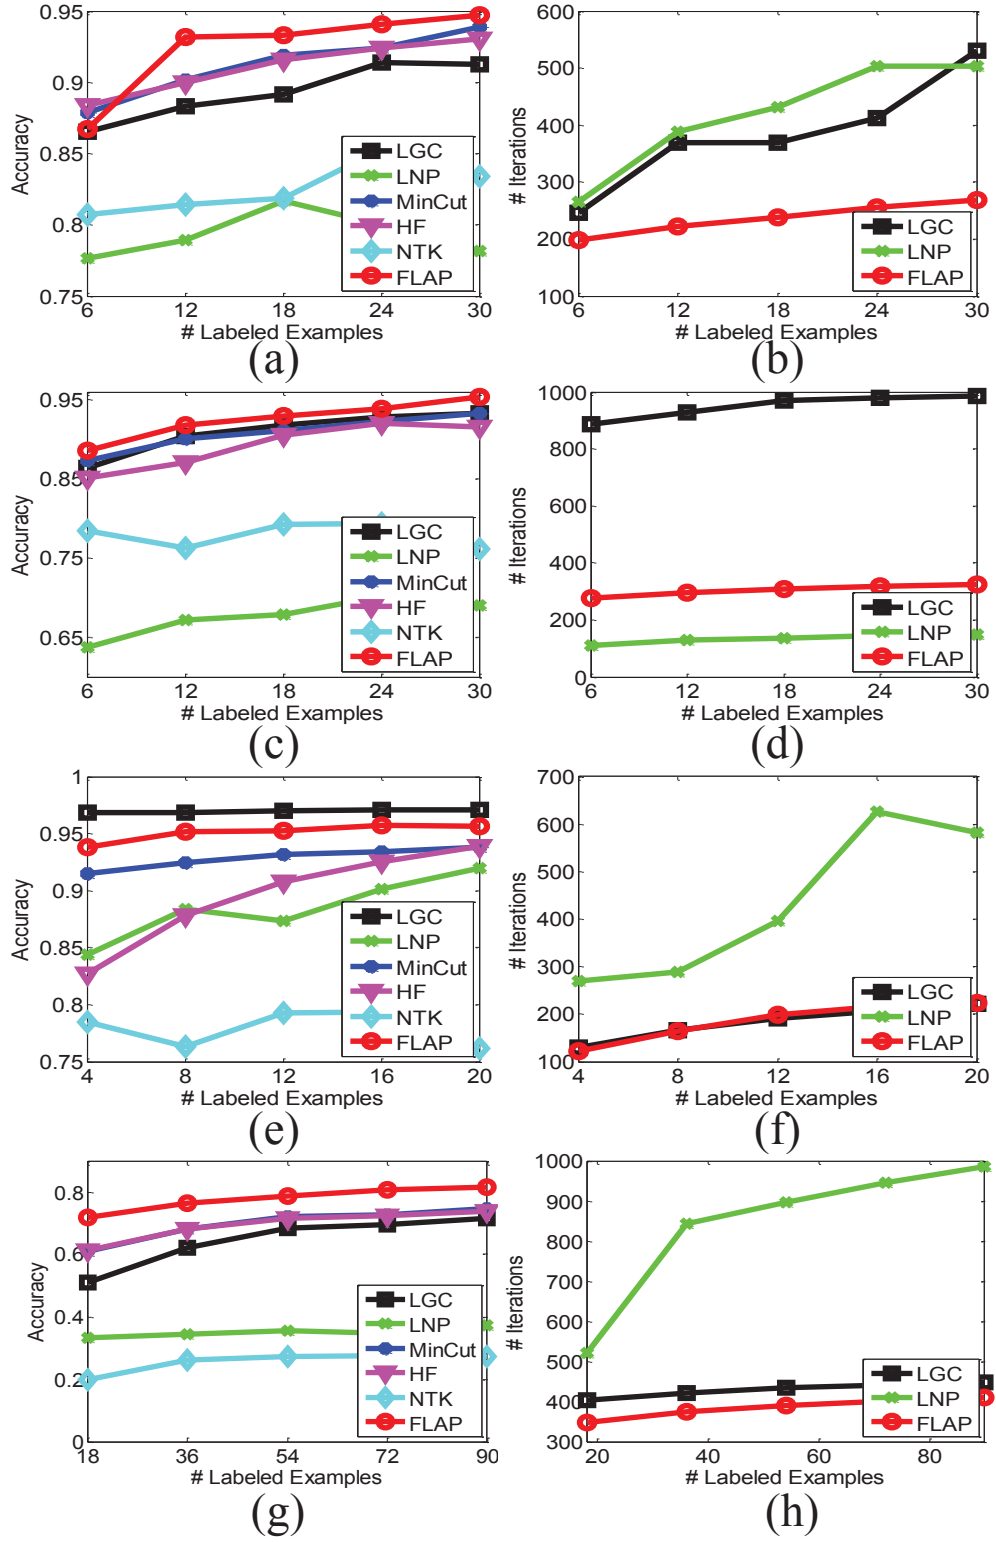 0.95
0.9
0.85
0.8
0.75
Accuracy
6 12 18 24 30
# Labeled Examples
LGC
LNP
MinCut
HF
NTK
FLAP
(a)
600
500
400
300
200
100
# Iterations
6 12 18 24 30
# Labeled Examples
LGC
LNP
FLAP
(b)
0.95
0.85
0.75
0.65
Accuracy
6 12 18 24 30
# Labeled Examples
LGC
LNP
MinCut
HF
NTK
FLAP
(c)
1000
800
600
400
200
0
# Iterations
6 12 18 24 30
# Labeled Examples
LGC
LNP
FLAP
(d)
1
0.95
0.9
0.85
0.8
0.75
Accuracy
4 8 12 16 20
# Labeled Examples
LGC
LNP
MinCut
HF
NTK
FLAP
(e)
700
600
500
400
300
200
100
# Iterations
4 8 12 16 20
# Labeled Examples
LGC
LNP
FLAP
(f)
0.8
0.6
0.4
0.2
0
Accuracy
18 36 54 72 90
# Labeled Examples
LGC
LNP
MinCut
HF
NTK
FLAP
(g)
1000
900
800
700
600
500
400
300
# Iterations
20 40 60 80
# Labeled Examples
LGC
LNP
FLAP
(h)